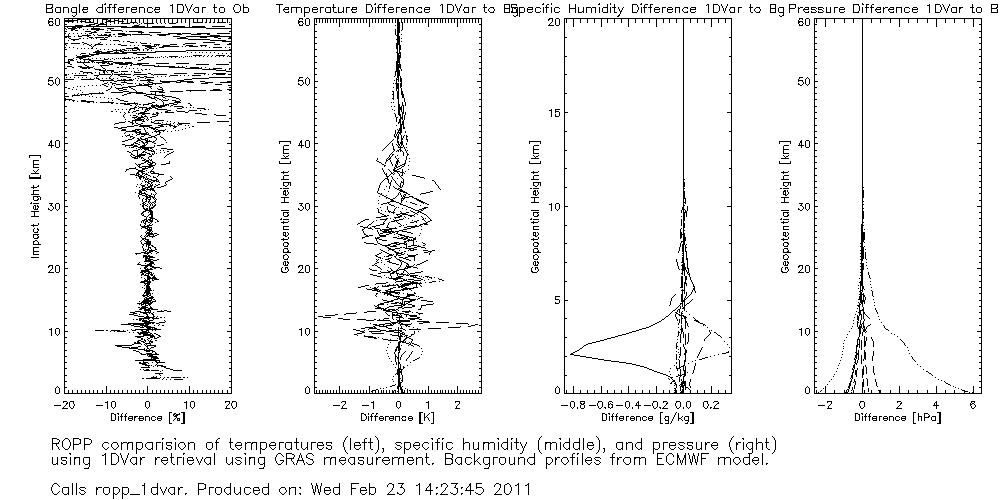 Bangle difference 1DVar to Ob
Temperature Difference 1DVar to Bg
Specific Humidity Difference 1DVar to Bg
Pressure Difference 1DVar to B
60
50
40
30
20
10
0
Impact Height [km]
-20 -10 0 10 20
Difference [%]
60
50
40
30
20
10
0
Geopotential Height [km]
-2 0 2
Difference [K]
20
15
10
5
0
Geopotential Height [km]
-0.8 -0.6 -0.4 -0.2 0.0 0.2
Difference [g/kg]
60
50
40
30
20
10
0
Geopotential Height [km]
-2 0 2 4 6
Difference [hPa]
ROPP comparision of temperatures (left), specific humidity (middle), and pressure (right)
using 1DVar retrieval using GRAS measurement. Background profiles from ECMWF model.
Calls ropp_1dvar. Produced on: Wed Feb 23 14:23:45 2011